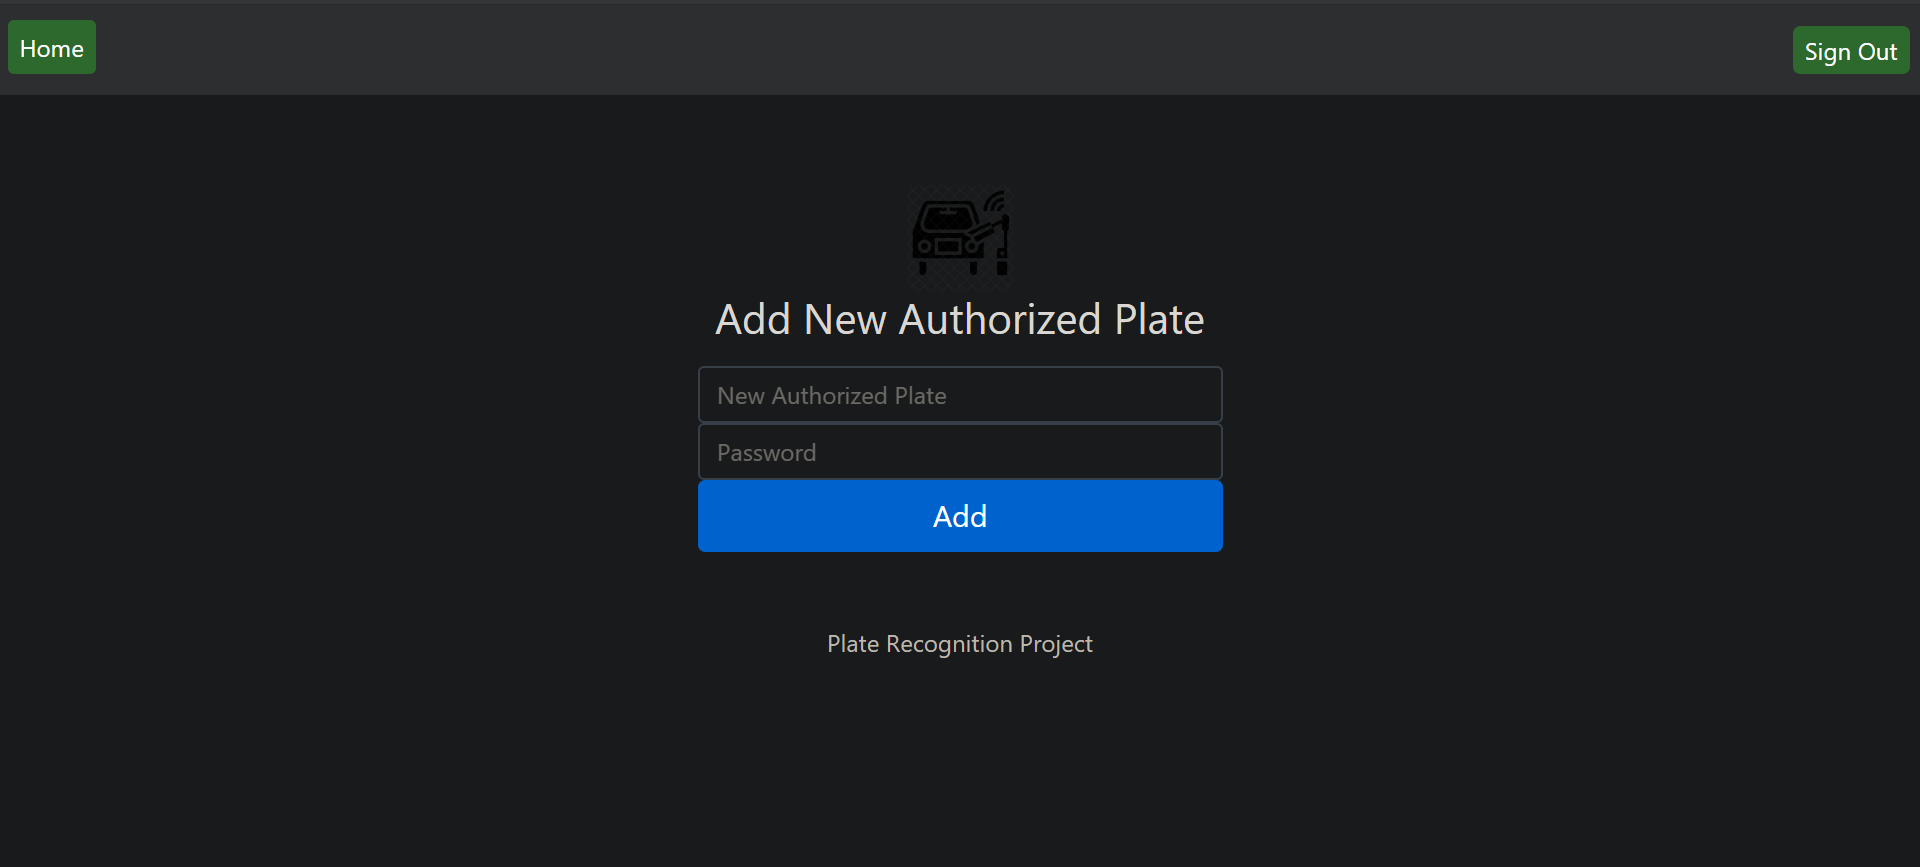 Home
Sign Out
Add New Authorized Plate
New Authorized Plate
Password
Add
Plate Recognition Project